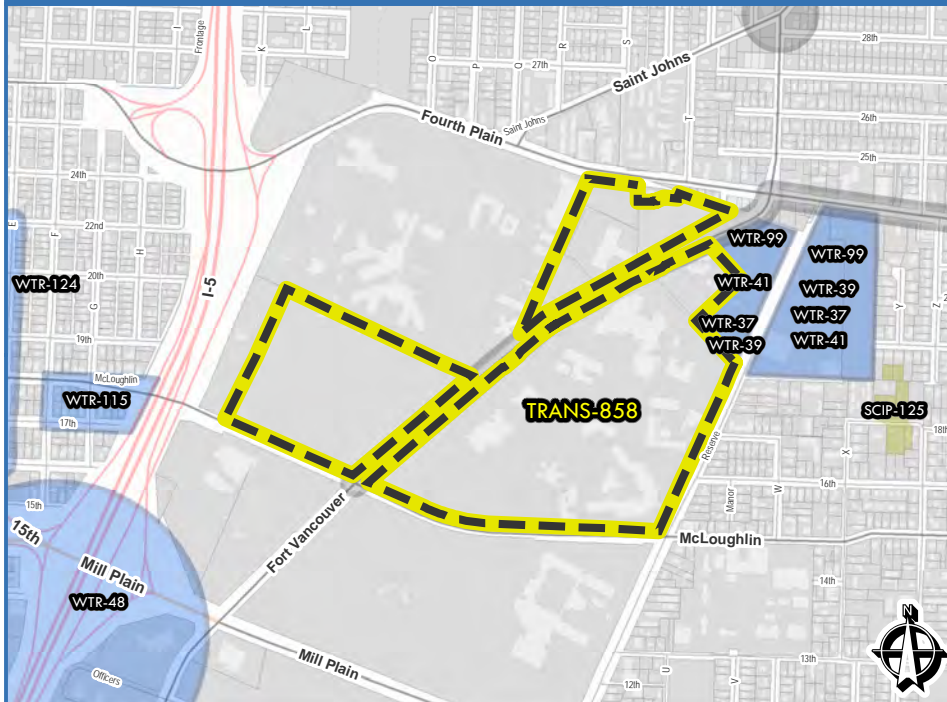 I
L
K
Frontage
28th
S
R
Q
P
O
27th
Saint Johns
Saint Johns
T
26th
Fourth Plain
25th
24th
E
F
22nd
H
WTR-99
WTR-99
20th
WTR-124
G
I-5
WTR-41
WTR-39
WTR-37
WTR-37
WTR-39
WTR-41
Y
Z
19th
McLoughlin
WTR-115
17th
TRANS-858
SCIP-125
18th
Reserve
X
W
Manor
16th
15th
15th
Fort Vancouver
McLoughlin
Mill Plain
14th
WTR-48
N
Officers
Mill Plain
13th
U
V
12th